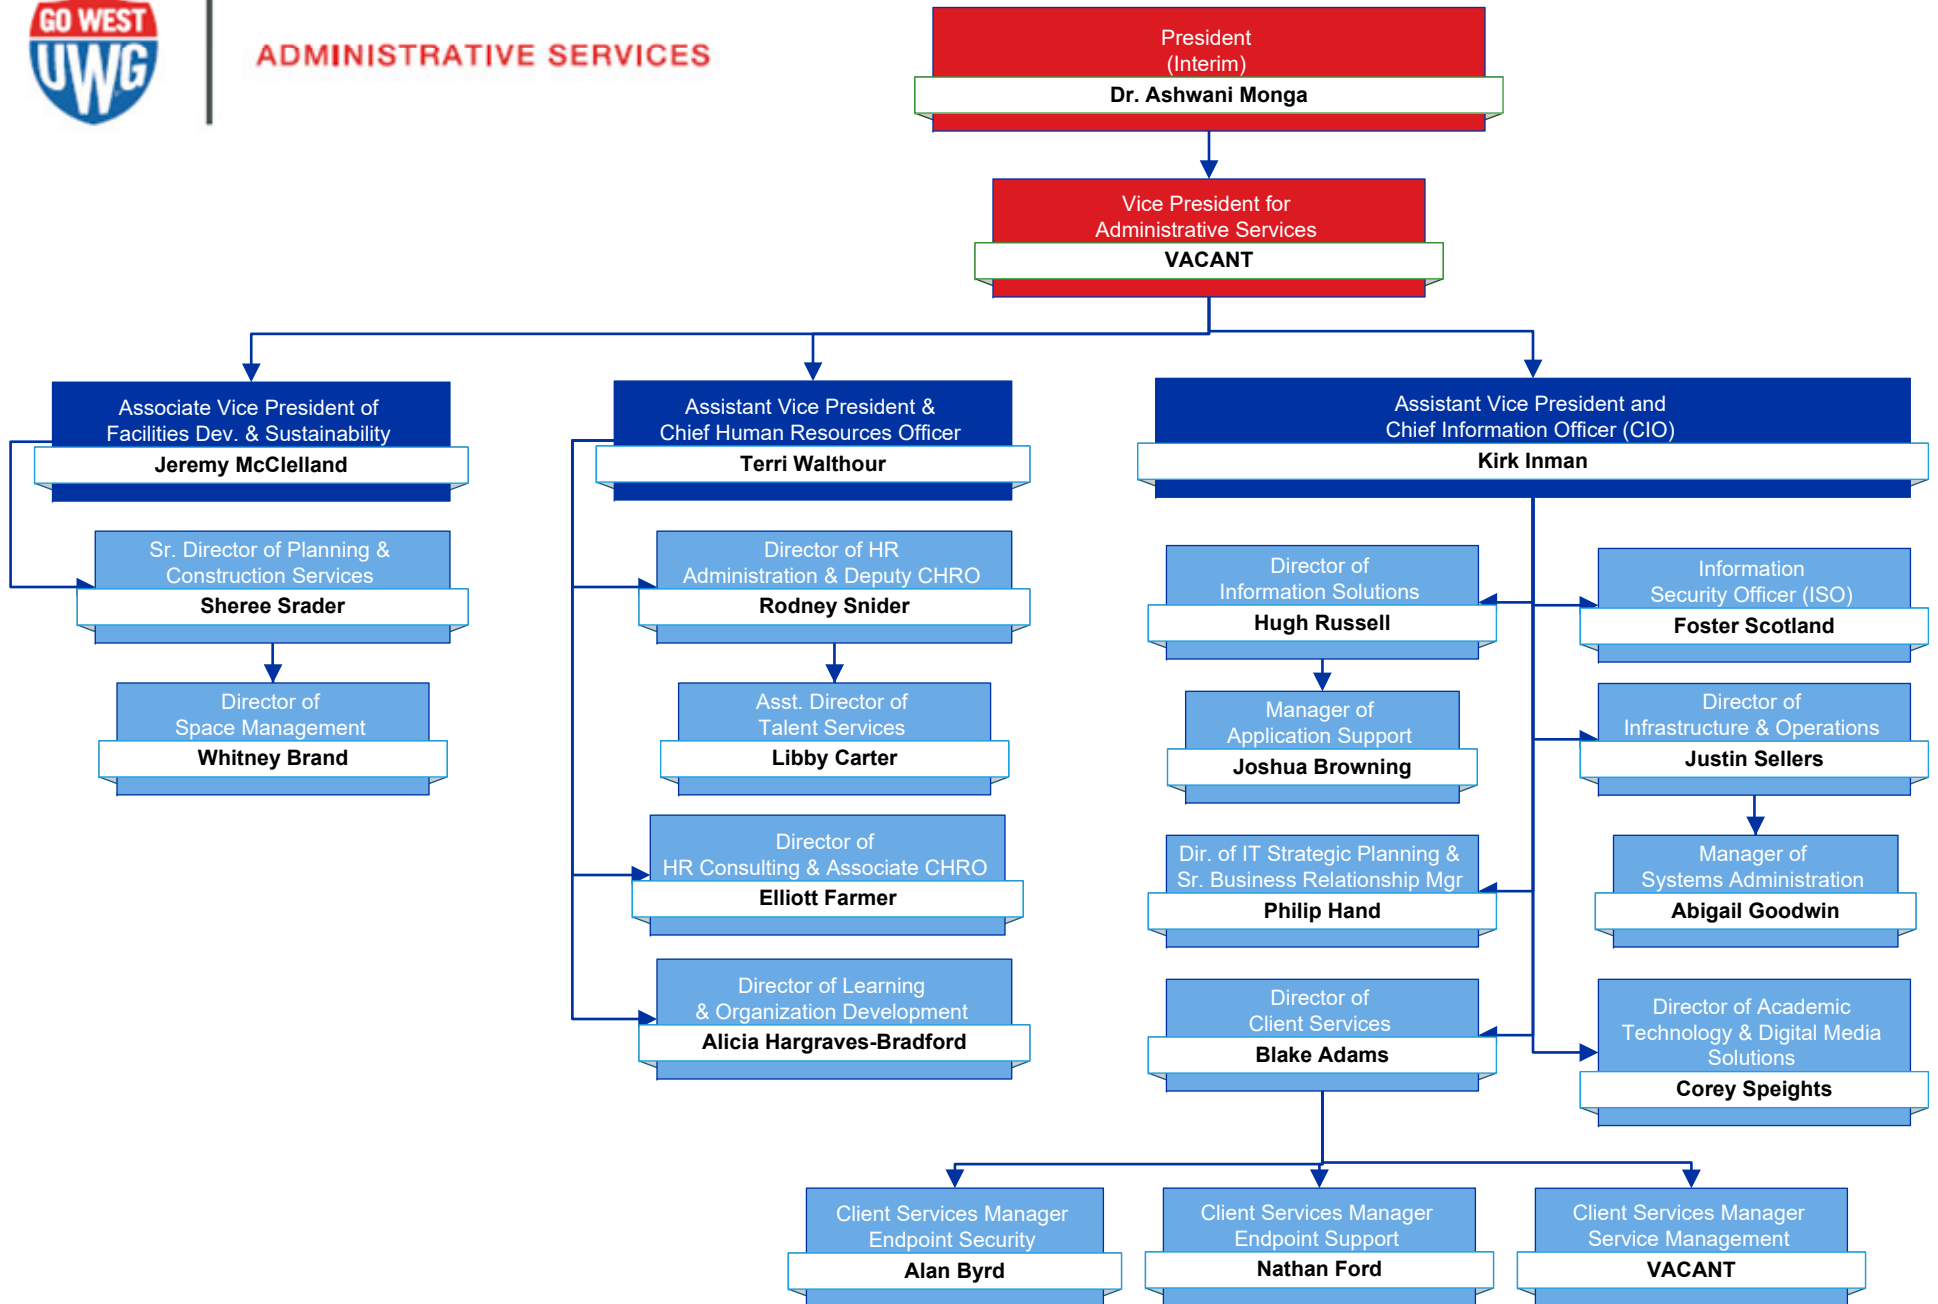 GO WEST
UWG
ADMINISTRATIVE SERVICES
President
(Interim)
Dr. Ashwani Monga
Vice President for
Administrative Services
VACANT
Associate Vice President of
Facilities Dev. & Sustainability
Jeremy McClelland
Sr. Director of Planning &
Construction Services
Sheree Srader
Director of
Space Management
Whitney Brand
Assistant Vice President &
Chief Human Resources Officer
Terri Walthour
Director of HR
Administration & Deputy CHRO
Rodney Snider
Asst. Director of
Talent Services
Libby Carter
Director of
HR Consulting & Associate CHRO
Elliott Farmer
Director of Learning
& Organization Development
Alicia Hargraves-Bradford
Assistant Vice President and
Chief Information Officer (CIO)
Kirk Inman
Director of
Information Solutions
Hugh Russell
Manager of
Application Support
Joshua Browning
Dir. of IT Strategic Planning &
Sr. Business Relationship Mgr
Philip Hand
Director of
Client Services
Blake Adams
Information
Security Officer (ISO)
Foster Scotland
Director of
Infrastructure & Operations
Justin Sellers
Manager of
Systems Administration
Abigail Goodwin
Director of Academic
Technology & Digital Media
Solutions
Corey Speights
Client Services Manager
Endpoint Security
Alan Byrd
Client Services Manager
Endpoint Support
Nathan Ford
Client Services Manager
Service Management
VACANT